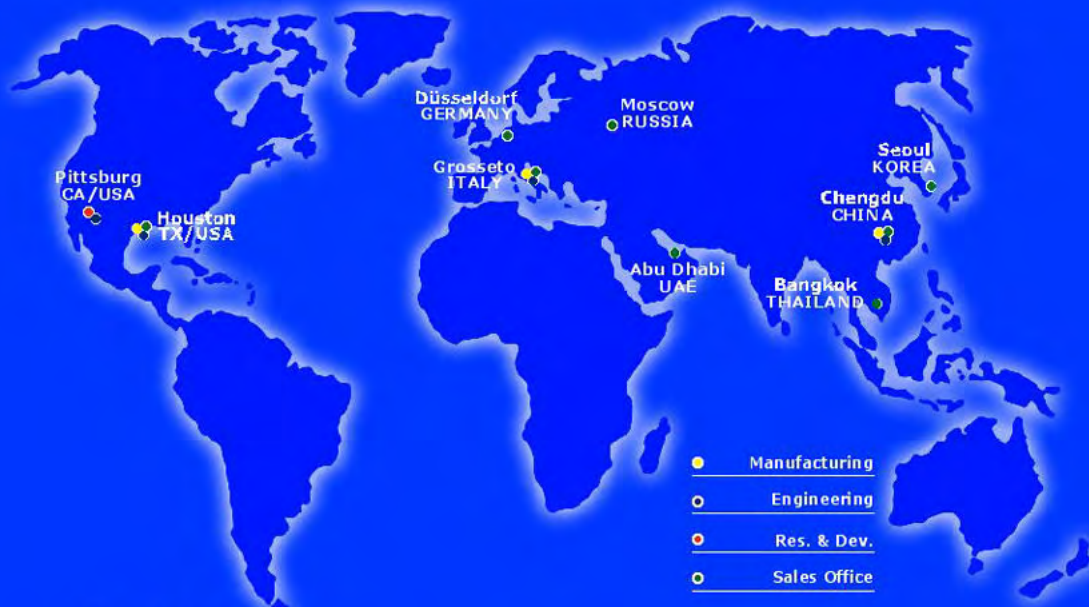 Düsseldorf
GERMANY
Moscow
RUSSIA
Grosseto
ITALY
Seoul
KOREA
Pittsburg
CA/USA
Chengdu
CHINA
Houston
TX/USA
Abu Dhabi
UAE
Bangkok
THAILAND
Manufacturing
Engineering
Res. & Dev.
Sales Office